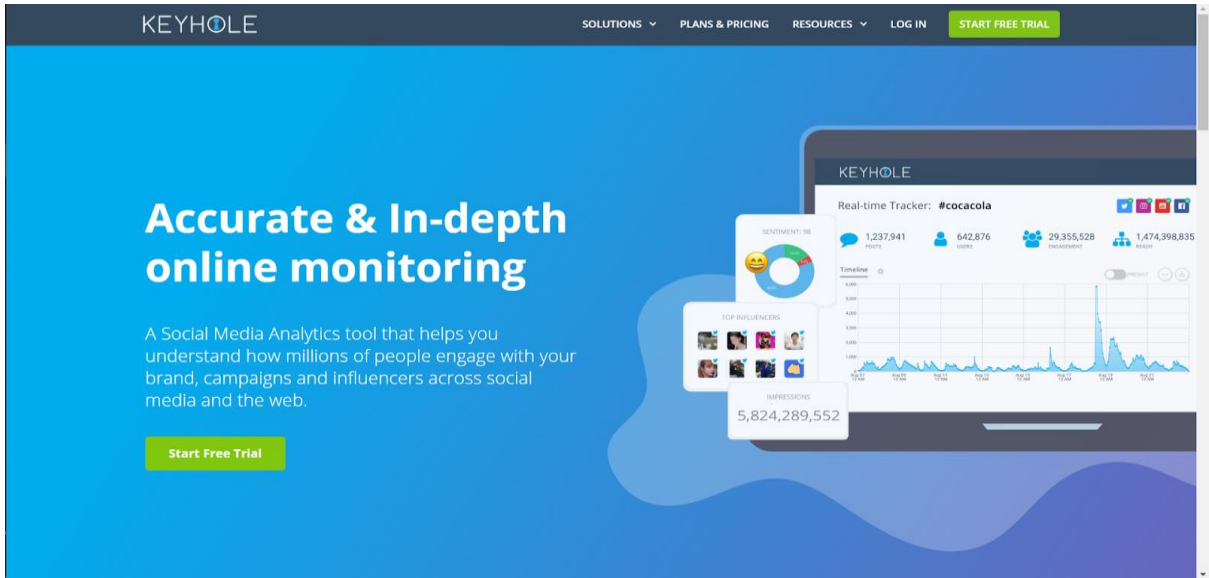 KEYHOLE
SOLUTIONS
PLANS & PRICING
RESOURCES
LOG IN
START FREE TRIAL
Accurate & In-depth
online monitoring
A Social Media Analytics tool that helps you
understand how millions of people engage with your
brand, campaigns and influencers across social
media and the web.
Start Free Trial
KEYHOLE
Real-time Tracker: #cocacola
1,237,941
POSTS
642,876
USERS
29,355,528
ENGAGEMENT
1,474,398,835
REACH
Timeline
SENTIMENT: 98
TOP INFLUENCERS
IMPRESSIONS
5,824,289,552